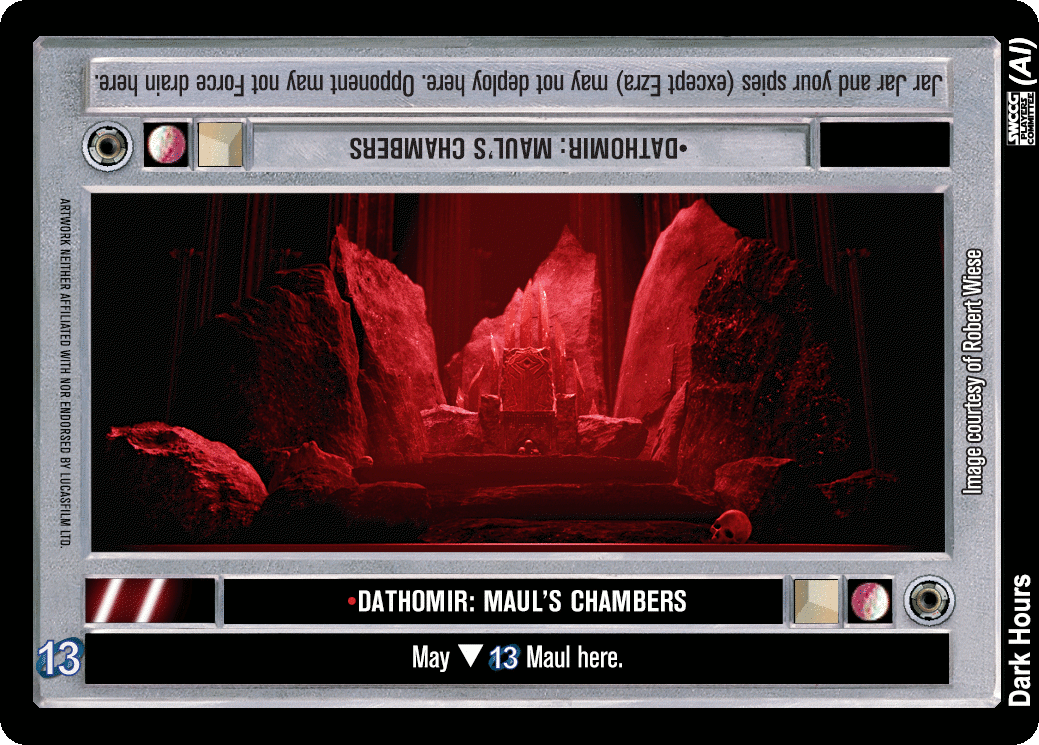 Jar Jar and your spies (except Ezra) may not deploy here. Opponent may not Force drain here.
•DATHOMIR: MAUL'S CHAMBERS
ARTWORK NEITHER AFFILIATED WITH NOR ENDORSED BY LUCASFILM LTD.
•DATHOMIR: MAUL'S CHAMBERS
13
May ▼ 13 Maul here.
Image courtesy of Robert Wiese
SWCCG
PLAYERS
COMMITTEE
(AI)
Dark Hours